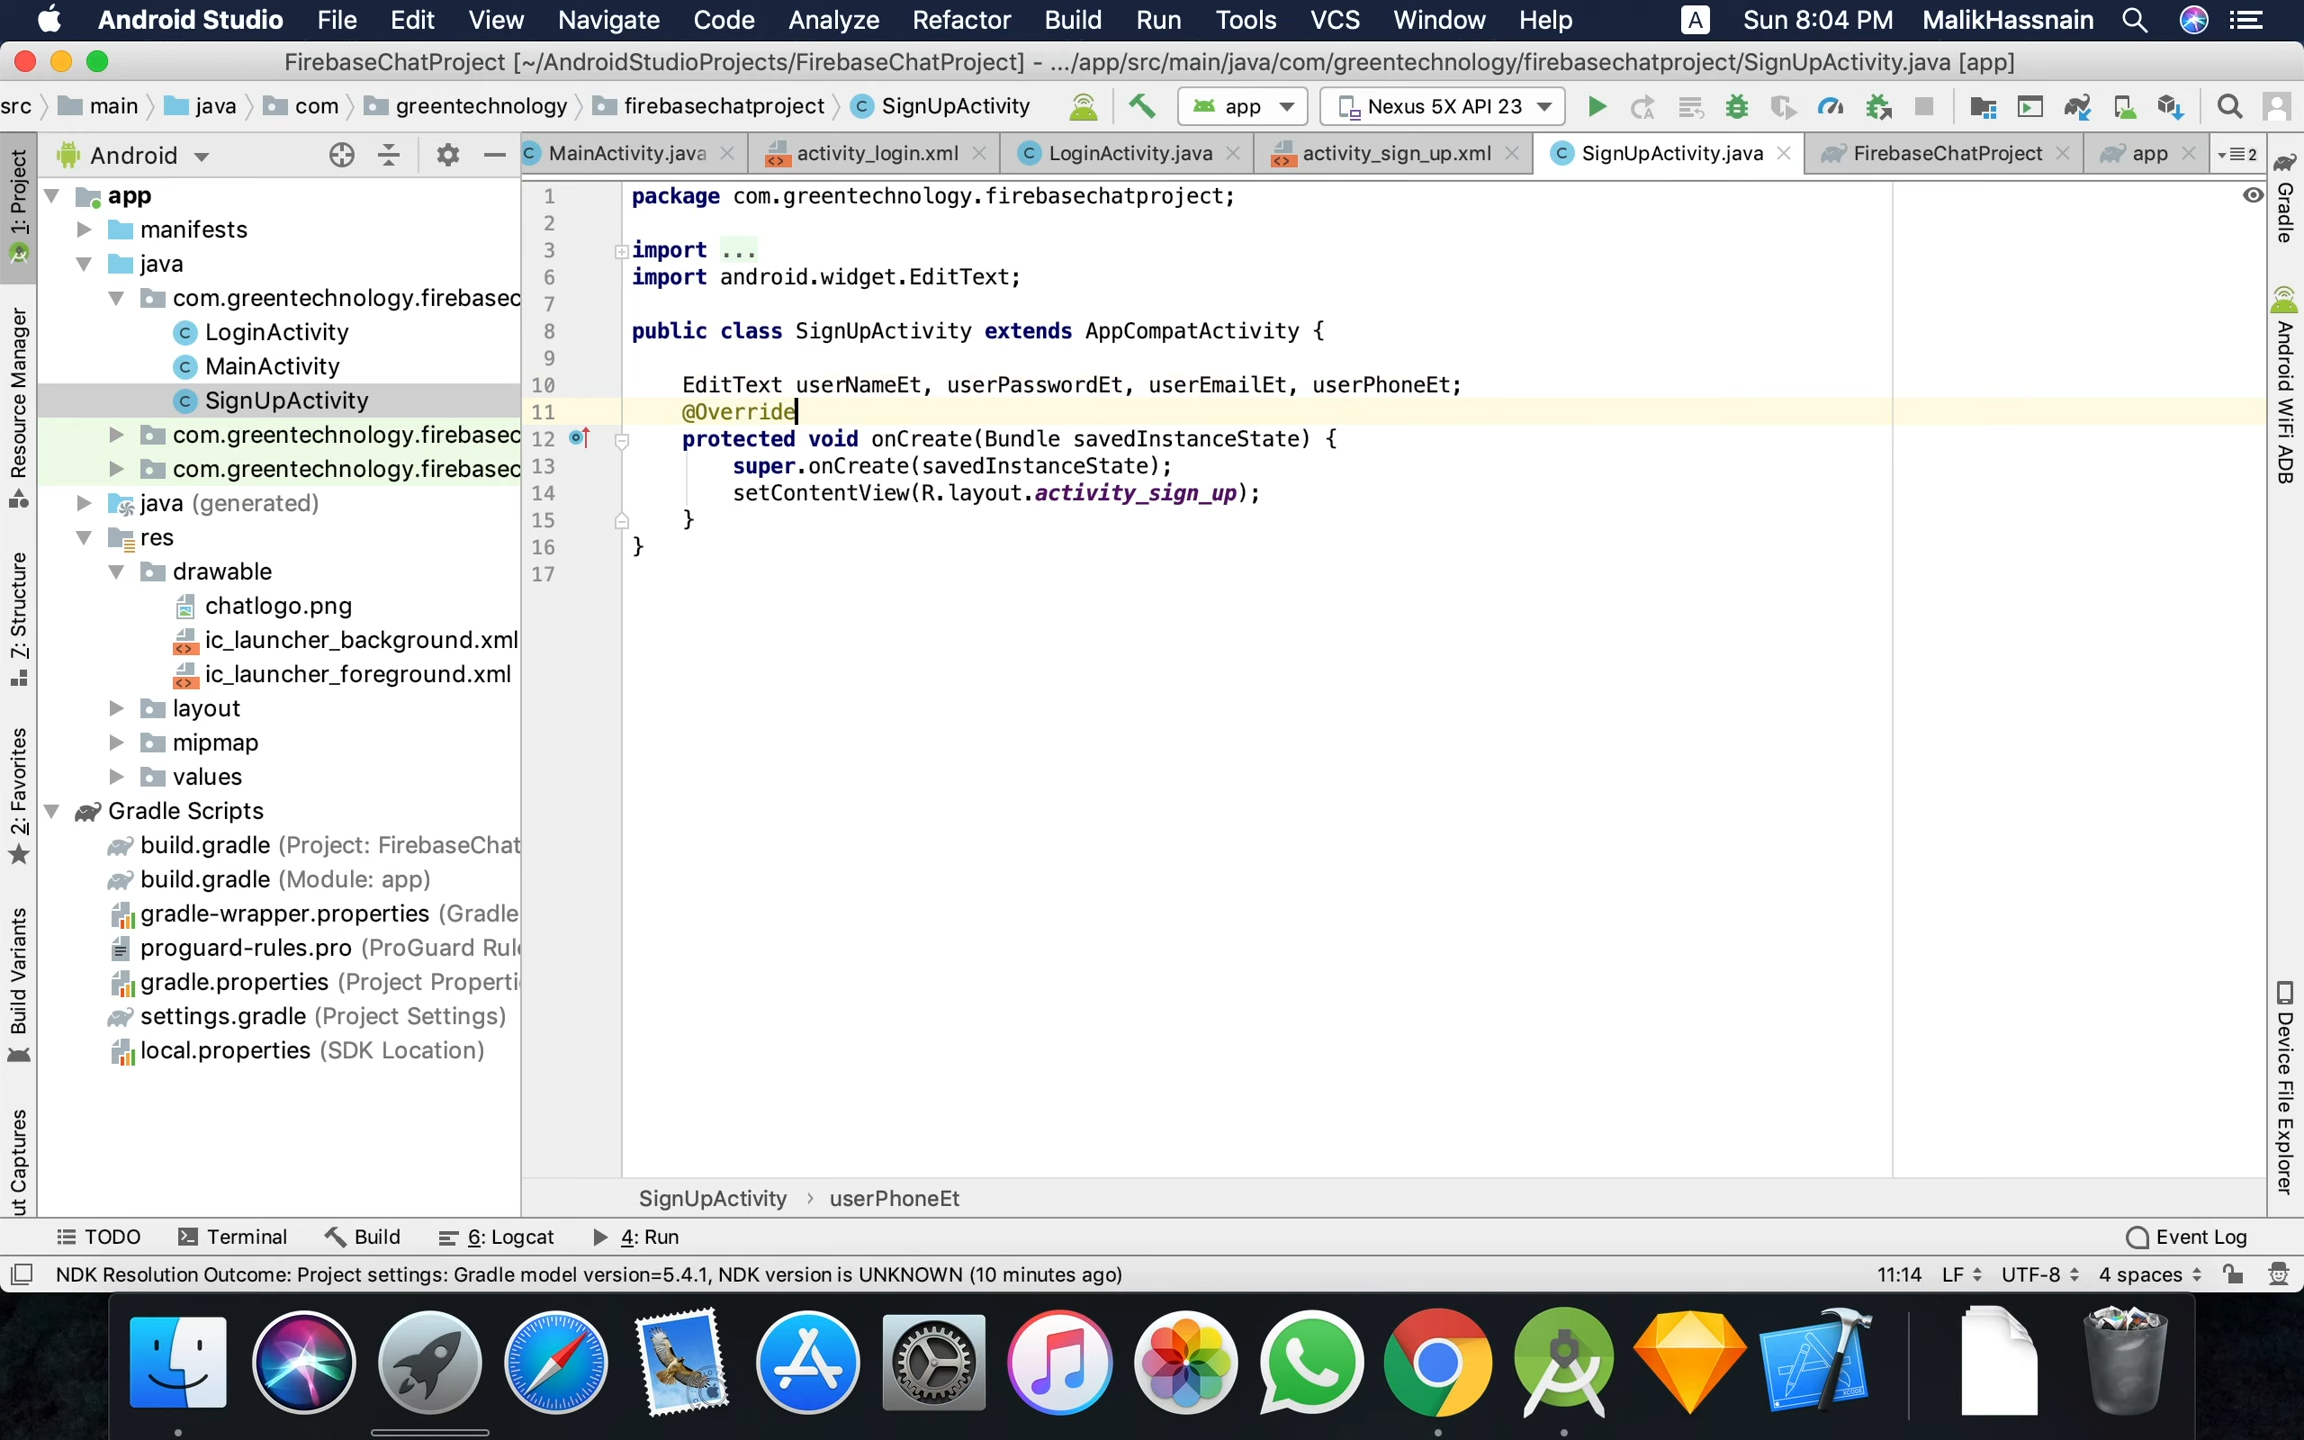 Android Studio File Edit View Navigate Code Analyze Refactor Build Run Tools VCS Window Help A Sun 8:04 PM MalikHassnain
FirebaseChatProject [~/AndroidStudioProjects/FirebaseChatProject] - .../app/src/main/java/com/greentechnology/firebasechatproject/SignUpActivity.java [app]
src main java com greentechnology firebasechatproject SignUpActivity app Nexus 5X API 23
Android
MainActivity.java activity_login.xml LoginActivity.java activity_sign_up.xml SignUpActivity.java FirebaseChatProject app 2
1: Project
Resource Manager
7: Structure
2: Favorites
Build Variants
ut Captures
app
manifests
java
com.greentechnology.firebasec
LoginActivity
MainActivity
SignUpActivity
com.greentechnology.firebasec
com.greentechnology.firebasec
java (generated)
res
drawable
chatlogo.png
ic_launcher_background.xml
ic_launcher_foreground.xml
layout
mipmap
values
Gradle Scripts
build.gradle (Project: FirebaseChat
build.gradle (Module: app)
gradle-wrapper.properties (Gradle
proguard-rules.pro (ProGuard Rul
gradle.properties (Project Properti
settings.gradle (Project Settings)
local.properties (SDK Location)
1 package com.greentechnology.firebasechatproject;
2
3 import ...
6 import android.widget.EditText;
7
8 public class SignUpActivity extends AppCompatActivity {
9
10 EditText userNameEt, userPasswordEt, userEmailEt, userPhoneEt;
11 @Override
12 protected void onCreate(Bundle savedInstanceState) {
13 super.onCreate(savedInstanceState);
14 setContentView(R.layout.activity_sign_up);
15 }
16 }
17
Gradle
Android WiFi ADB
Device File Explorer
SignUpActivity › userPhoneEt
TODO Terminal Build 6: Logcat 4: Run Event Log
NDK Resolution Outcome: Project settings: Gradle model version=5.4.1, NDK version is UNKNOWN (10 minutes ago) 11:14 LF UTF-8 4 spaces